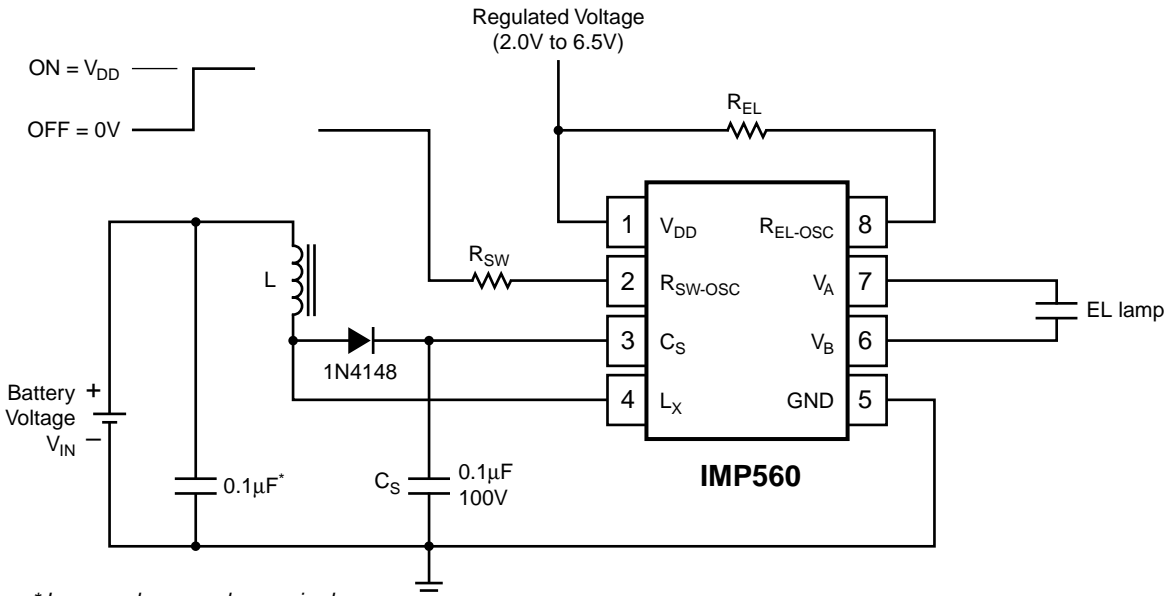 Regulated Voltage
(2.0V to 6.5V)
ON = VDD
OFF = 0V
REL
1 VDD REL-OSC 8
RSW
2 RSW-OSC VA 7
L
EL lamp
3 CS VB 6
1N4148
4 LX GND 5
Battery +
Voltage
VIN –
IMP560
0.1µF*
CS 0.1µF
100V